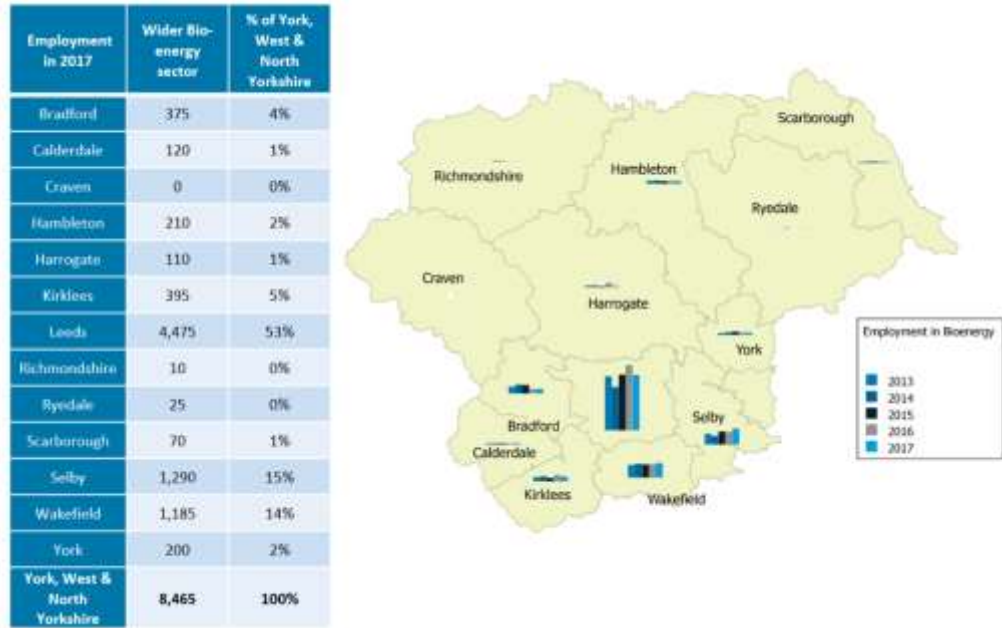 Employment
in 2017
Wider Bio-
energy
sector
% of York,
West &
North
Yorkshire
Bradford 375 4%
Calderdale 120 1%
Craven 0 0%
Hambleton 210 2%
Harrogate 110 1%
Kirklees 395 5%
Leeds 4,475 53%
Richmondshire 10 0%
Ryedale 25 0%
Scarborough 70 1%
Selby 1,290 15%
Wakefield 1,185 14%
York 200 2%
York, West &
North
Yorkshire
8,465 100%
Scarborough
Richmondshire
Hambleton
Ryedale
Craven
Harrogate
York
Bradford
Selby
Calderdale
Kirklees
Wakefield
Employment in Bioenergy
2013
2014
2015
2016
2017